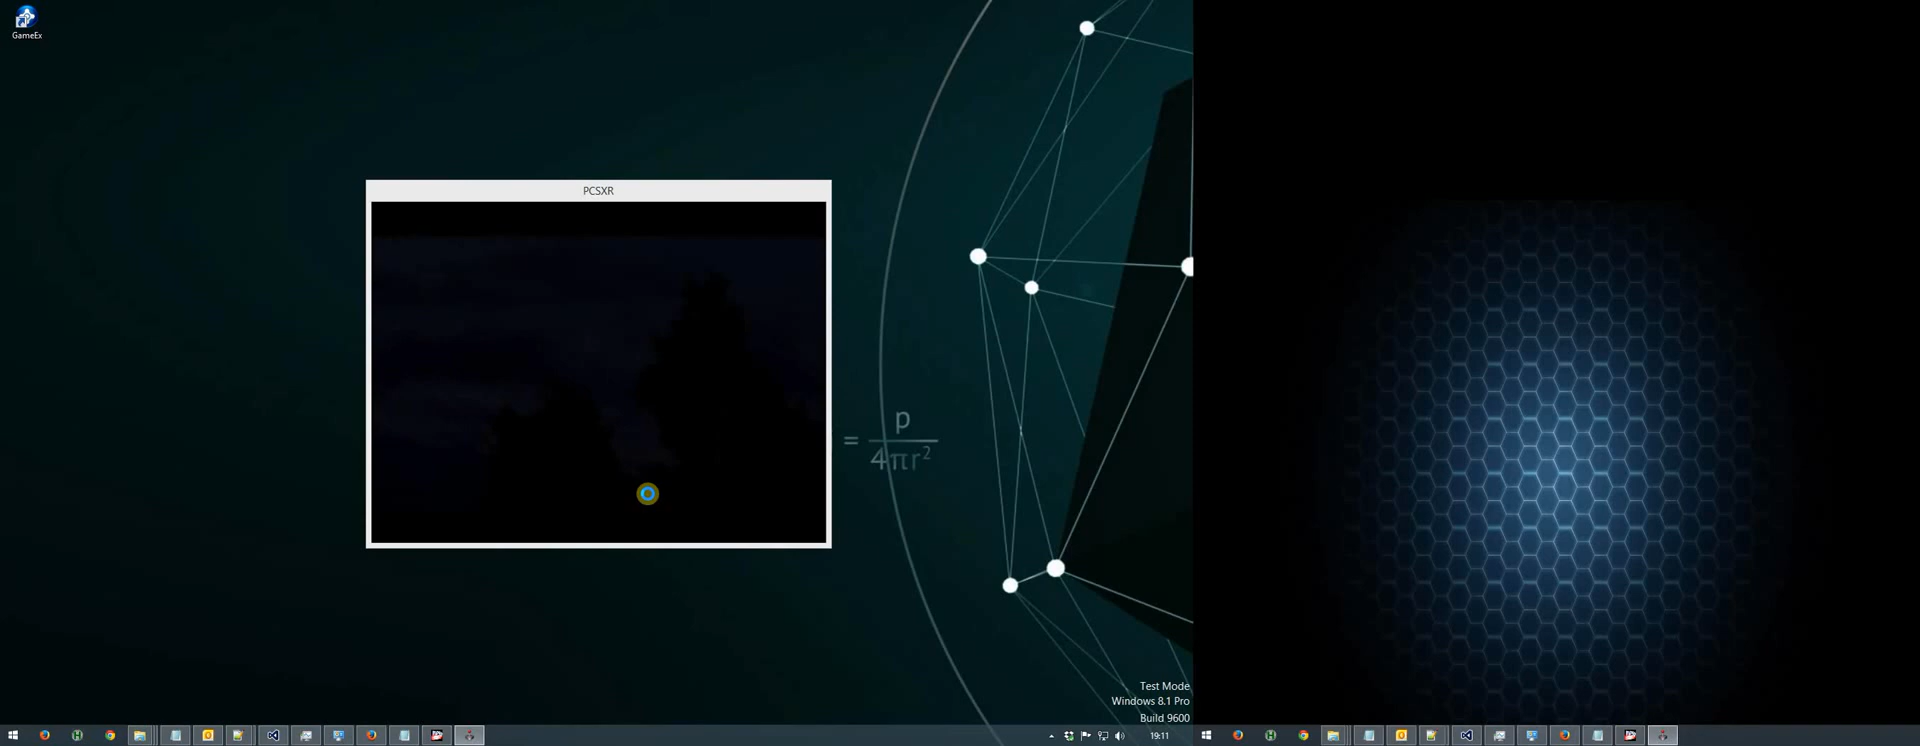 GameEx
PCSXR
= p
4πr²
Test Mode
Windows 8.1 Pro
Build 9600
19:11